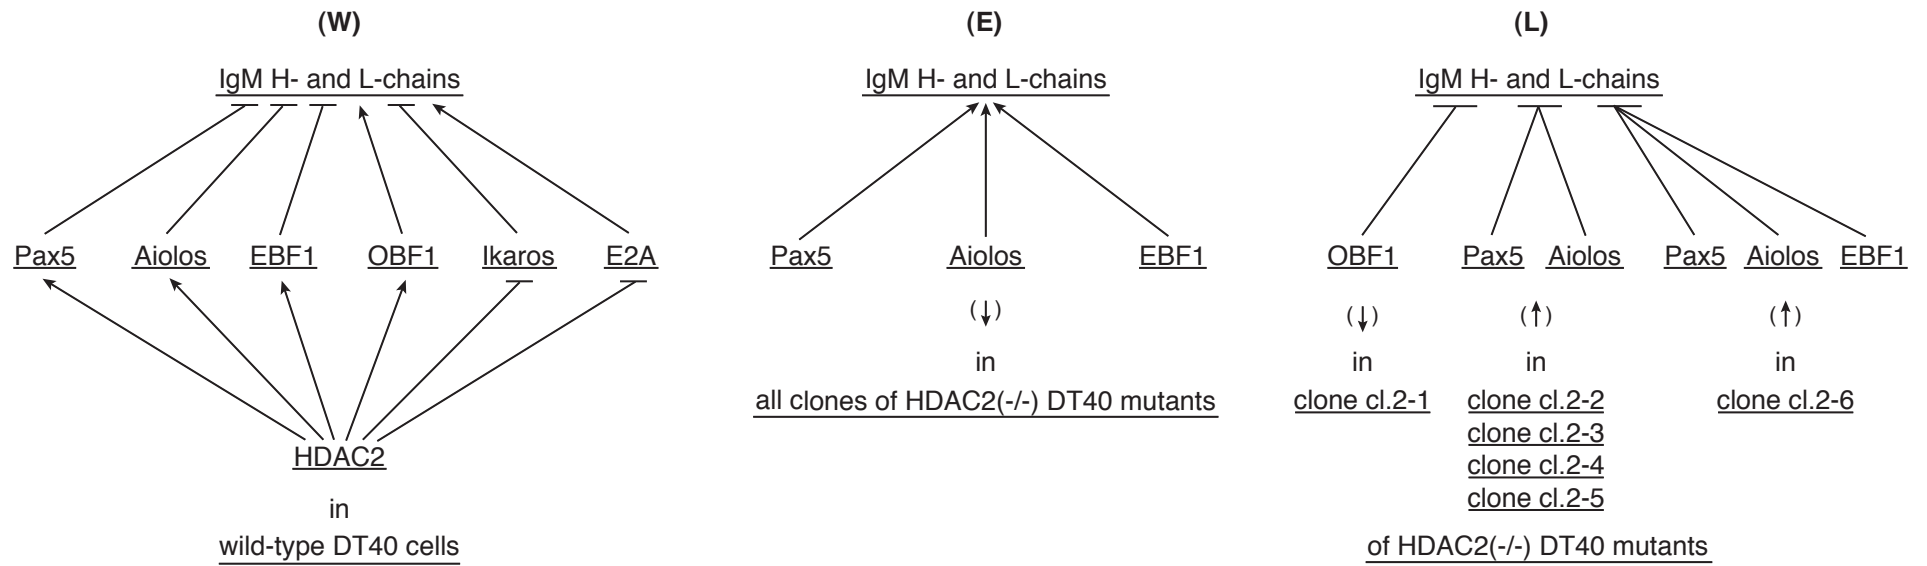 (W)
IgM H- and L-chains
Pax5 Aiolos EBF1 OBF1 Ikaros E2A
HDAC2
in
wild-type DT40 cells
(E)
IgM H- and L-chains
Pax5 Aiolos EBF1
(↓)
in
all clones of HDAC2(-/-) DT40 mutants
(L)
IgM H- and L-chains
OBF1 Pax5 Aiolos Pax5 Aiolos EBF1
(↓) (↑) (↑)
in in in
clone cl.2-1 clone cl.2-2 clone cl.2-6
clone cl.2-3
clone cl.2-4
clone cl.2-5
of HDAC2(-/-) DT40 mutants